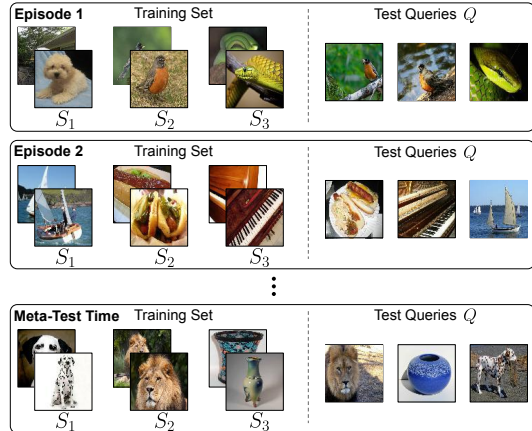 Episode 1 Training Set Test Queries Q
S₁ S₂ S₃
Episode 2 Training Set Test Queries Q
S₁ S₂ S₃
Meta-Test Time Training Set Test Queries Q
S₁ S₂ S₃